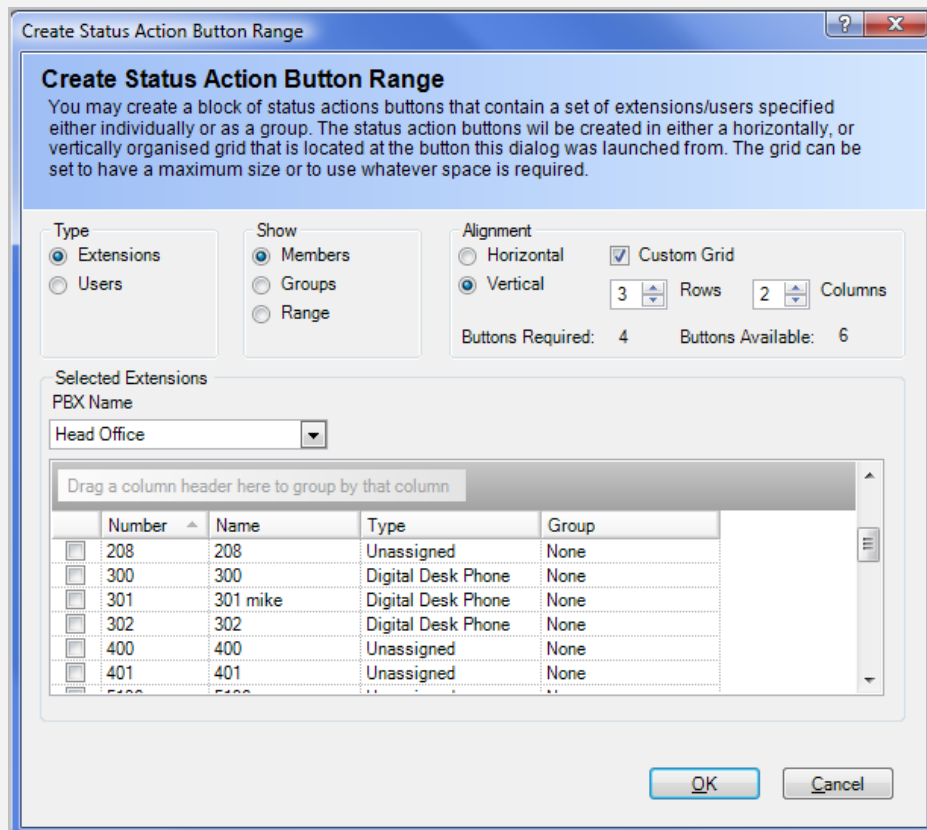 Create Status Action Button Range
Create Status Action Button Range
You may create a block of status actions buttons that contain a set of extensions/users specified
either individually or as a group. The status action buttons wil be created in either a horizontally, or
vertically organised grid that is located at the button this dialog was launched from. The grid can be
set to have a maximum size or to use whatever space is required.
Type
Extensions
Users
Show
Members
Groups
Range
Alignment
Horizontal Custom Grid
Vertical 3 Rows 2 Columns
Buttons Required: 4 Buttons Available: 6
Selected Extensions
PBX Name
Head Office
Drag a column header here to group by that column
Number Name Type Group
208 208 Unassigned None
300 300 Digital Desk Phone None
301 301 mike Digital Desk Phone None
302 302 Digital Desk Phone None
400 400 Unassigned None
401 401 Unassigned None
OK Cancel